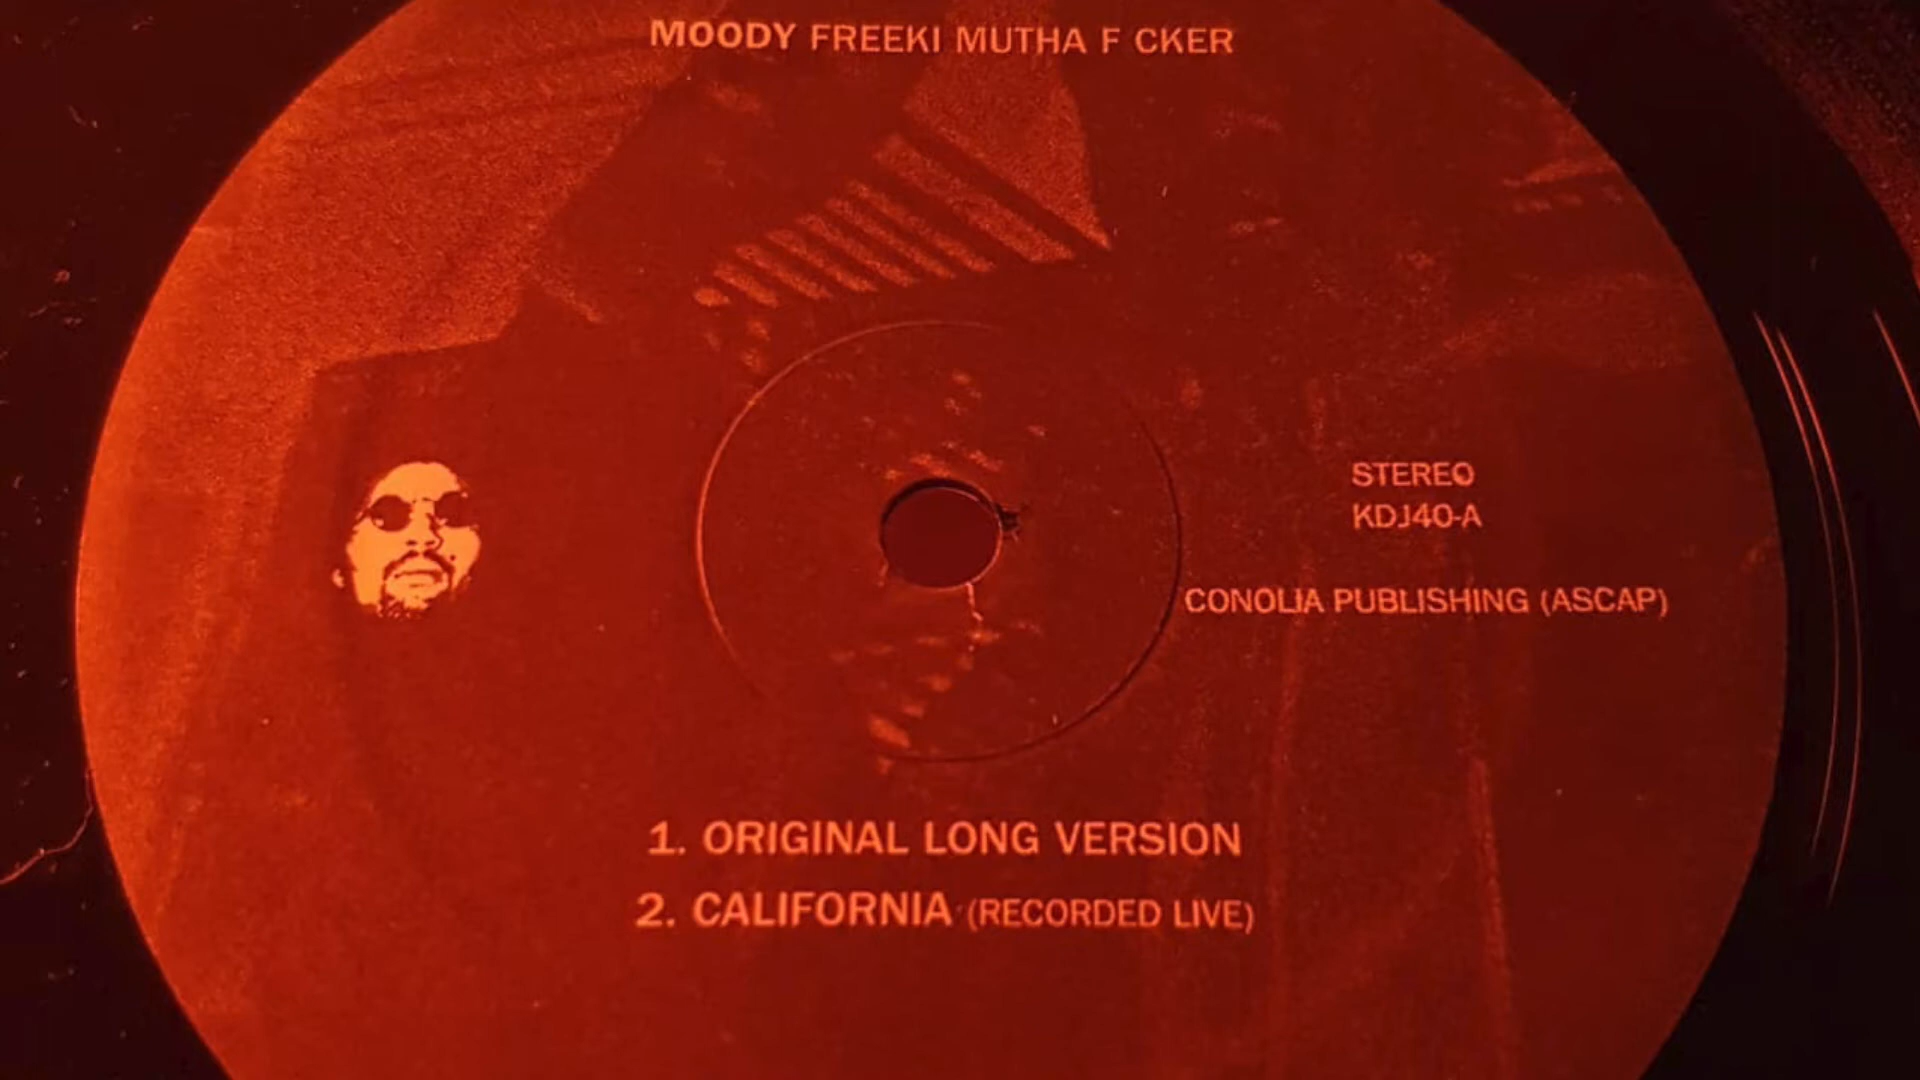 MOODY FREEKI MUTHA F CKER
STEREO
KDJ40-A
CONOLIA PUBLISHING (ASCAP)
1. ORIGINAL LONG VERSION
2. CALIFORNIA (RECORDED LIVE)